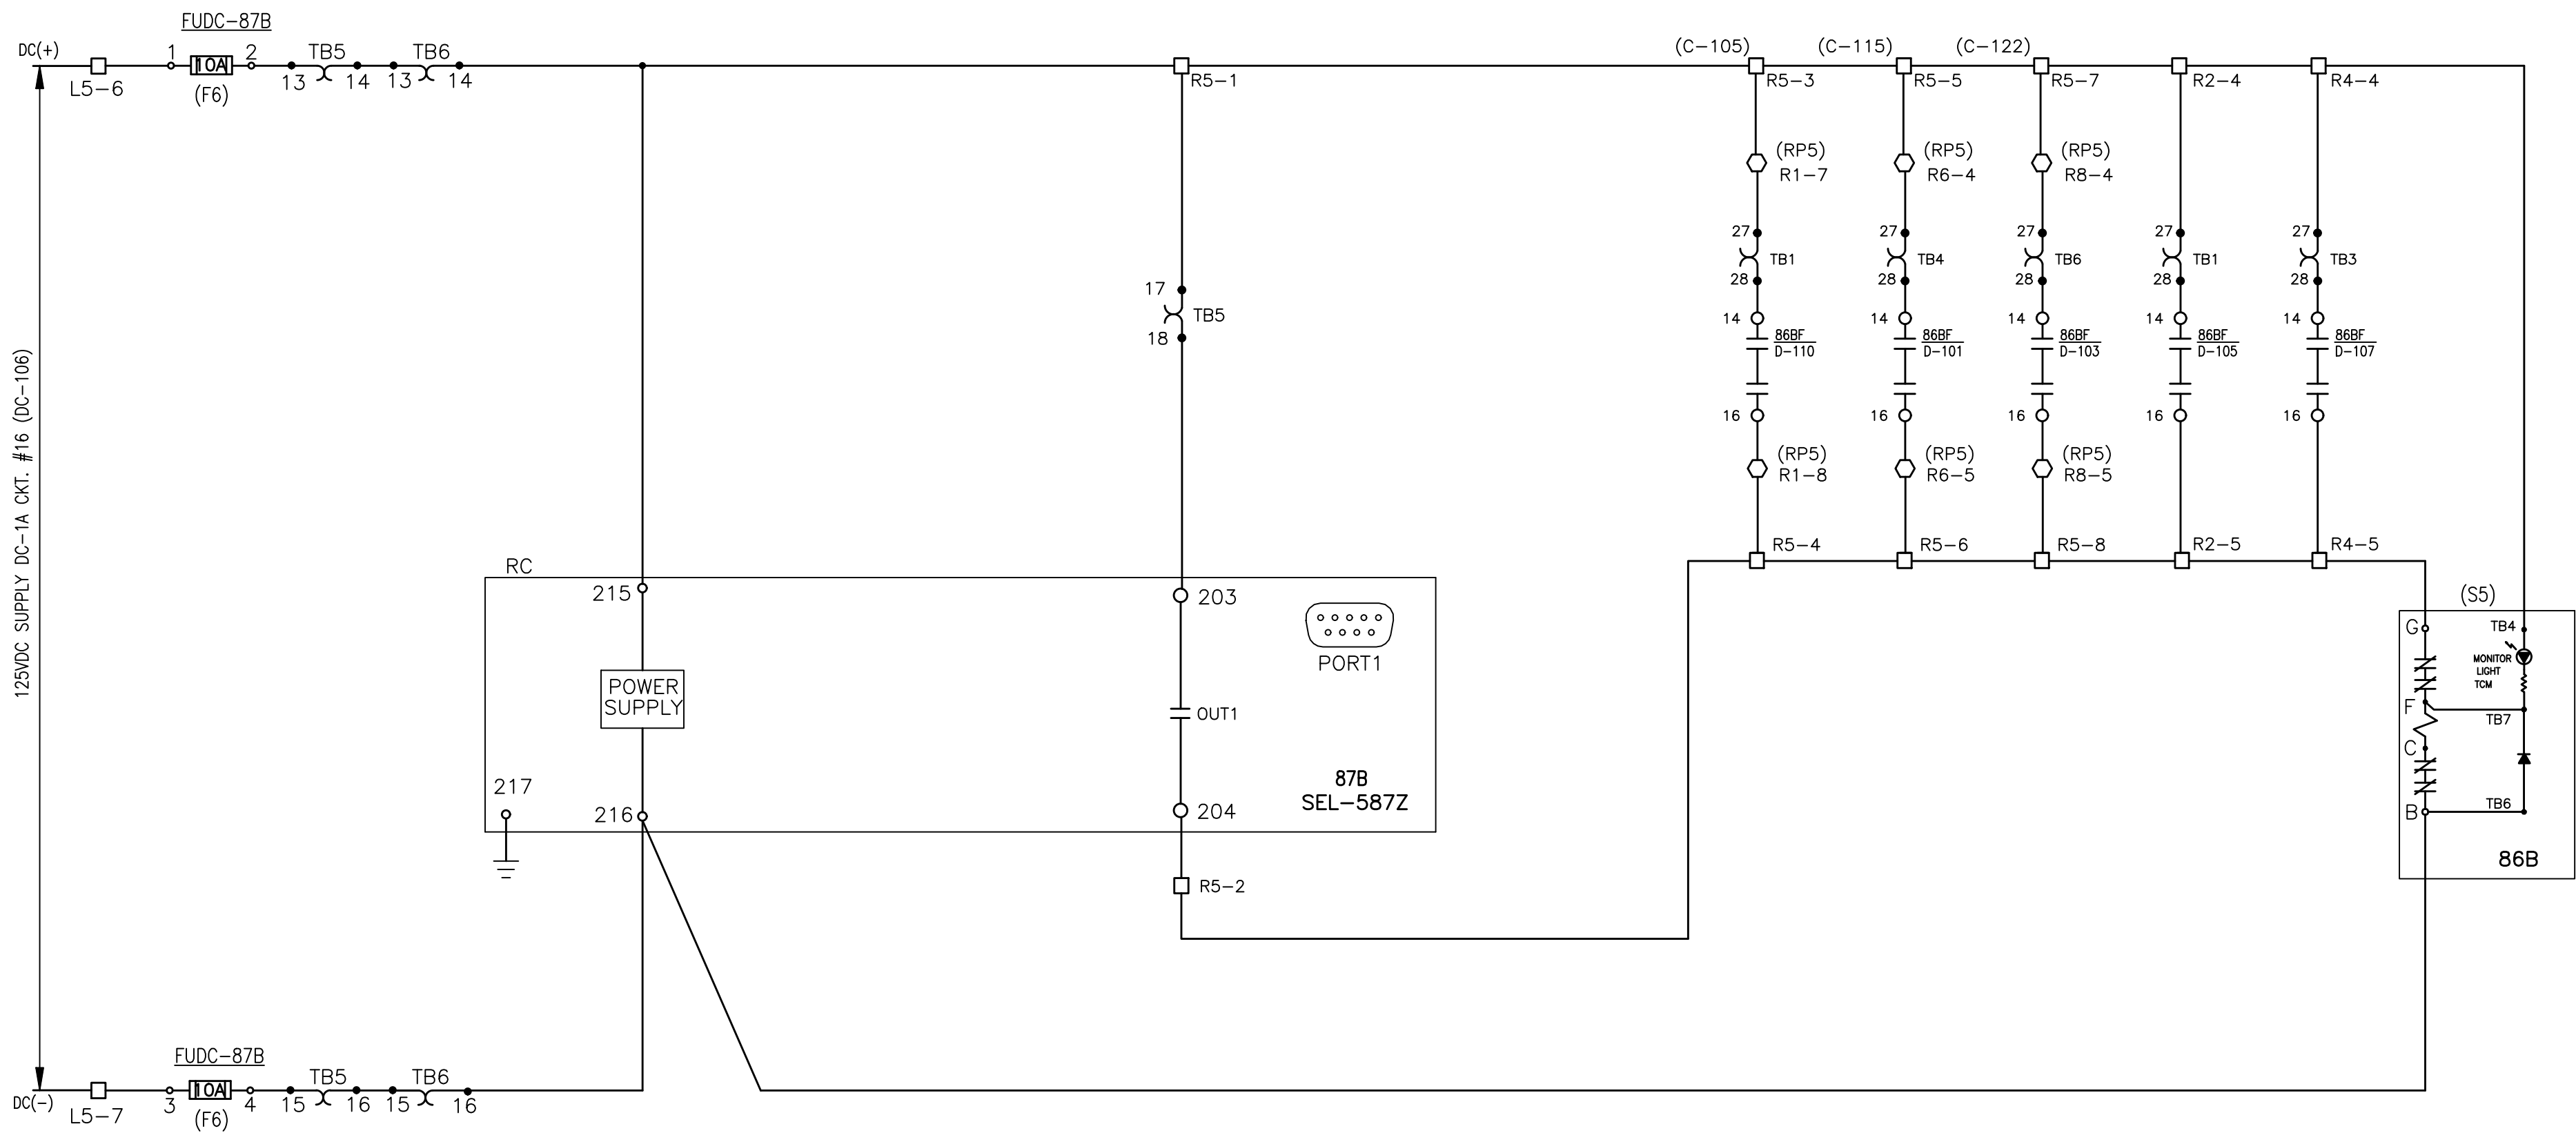 FUDC-87B
DC(+)
L5-6
1
10A
2
(F6)
TB5
13
14
TB6
13
14
R5-1
(C-105)
R5-3
(C-115)
R5-5
(C-122)
R5-7
R2-4
R4-4
(RP5)
R1-7
(RP5)
R6-4
(RP5)
R8-4
27
TB1
28
27
TB4
28
27
TB6
28
27
TB1
28
27
TB3
28
17
TB5
18
14
86BF
D-110
16
14
86BF
D-101
16
14
86BF
D-103
16
14
86BF
D-105
16
14
86BF
D-107
16
(RP5)
R1-8
(RP5)
R6-5
(RP5)
R8-5
R5-4
R5-6
R5-8
R2-5
R4-5
125VDC SUPPLY DC-1A CKT. #16 (DC-106)
RC
215
POWER
SUPPLY
217
216
203
OUT1
204
PORT1
87B
SEL-587Z
R5-2
(S5)
G
TB4
MONITOR
LIGHT
TCM
F
TB7
C
B
TB6
86B
FUDC-87B
DC(-)
L5-7
3
10A
4
(F6)
TB5
15
16
TB6
15
16